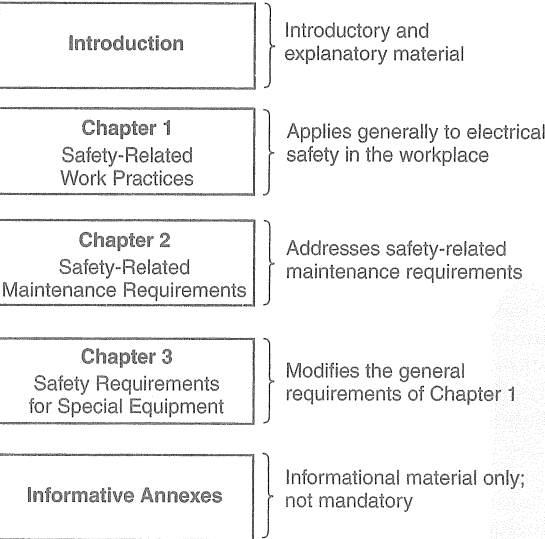 Introduction
Introductory and
explanatory material
Chapter 1
Safety-Related
Work Practices
Applies generally to electrical
safety in the workplace
Chapter 2
Safety-Related
Maintenance Requirements
Addresses safety-related
maintenance requirements
Chapter 3
Safety Requirements
for Special Equipment
Modifies the general
requirements of Chapter 1
Informative Annexes
Informational material only;
not mandatory